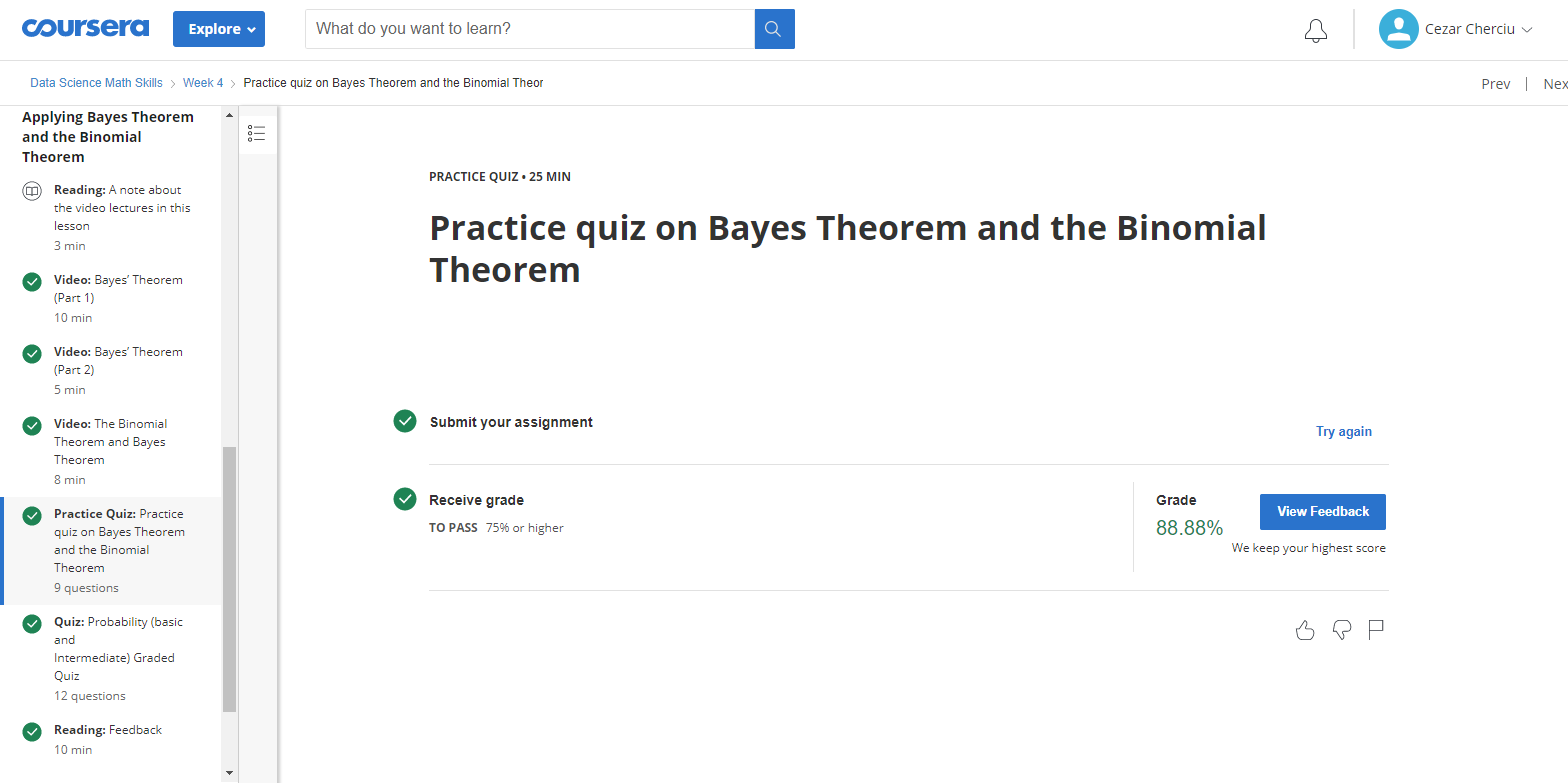 coursera
Explore
What do you want to learn?
Cezar Cherciu
Data Science Math Skills
Week 4
Practice quiz on Bayes Theorem and the Binomial Theor
Prev
Nex
Applying Bayes Theorem
and the Binomial
Theorem
Reading: A note about
the video lectures in this
lesson
3 min
Video: Bayes’ Theorem
(Part 1)
10 min
Video: Bayes’ Theorem
(Part 2)
5 min
Video: The Binomial
Theorem and Bayes
Theorem
8 min
Practice Quiz: Practice
quiz on Bayes Theorem
and the Binomial
Theorem
9 questions
Quiz: Probability (basic
and
Intermediate) Graded
Quiz
12 questions
Reading: Feedback
10 min
PRACTICE QUIZ • 25 MIN
Practice quiz on Bayes Theorem and the Binomial
Theorem
Submit your assignment
Try again
Receive grade
TO PASS 75% or higher
Grade
88.88%
View Feedback
We keep your highest score